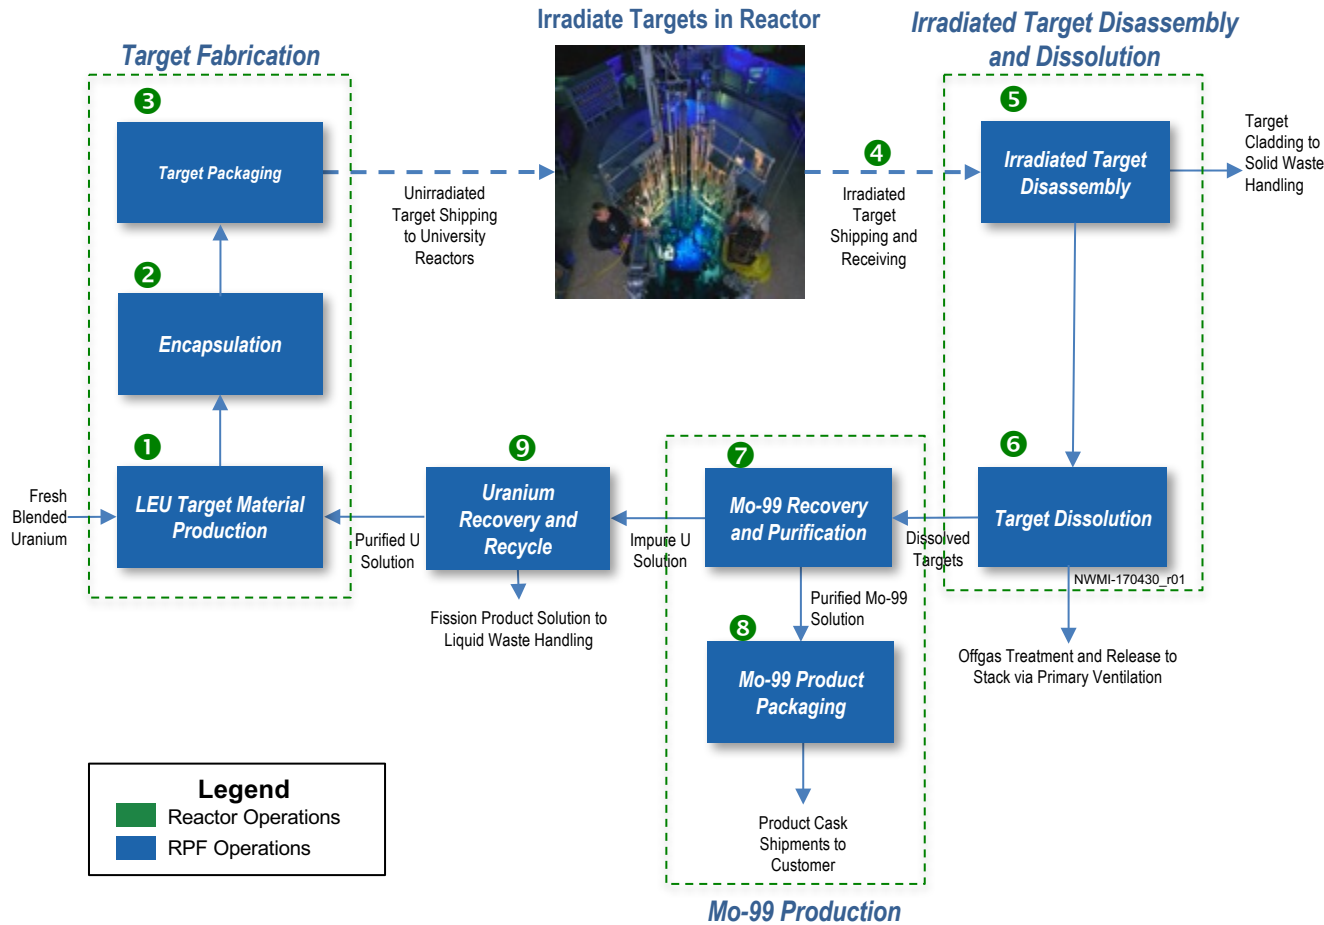 Irradiate Targets in Reactor
Irradiated Target Disassembly
and Dissolution
Target Fabrication
3
Target Packaging
Unirradiated
Target Shipping
to University
Reactors
4
Irradiated
Target
Shipping and
Receiving
5
Irradiated Target
Disassembly
Target
Cladding to
Solid Waste
Handling
2
Encapsulation
1
LEU Target Material
Production
Fresh
Blended
Uranium
Purified U
Solution
9
Uranium
Recovery and
Recycle
Impure U
Solution
Fission Product Solution to
Liquid Waste Handling
7
Mo-99 Recovery
and Purification
Dissolved
Targets
6
Target Dissolution
NWMI-170430_r01
Purified Mo-99
Solution
Offgas Treatment and Release to
Stack via Primary Ventilation
8
Mo-99 Product
Packaging
Product Cask
Shipments to
Customer
Mo-99 Production
Legend
Reactor Operations
RPF Operations